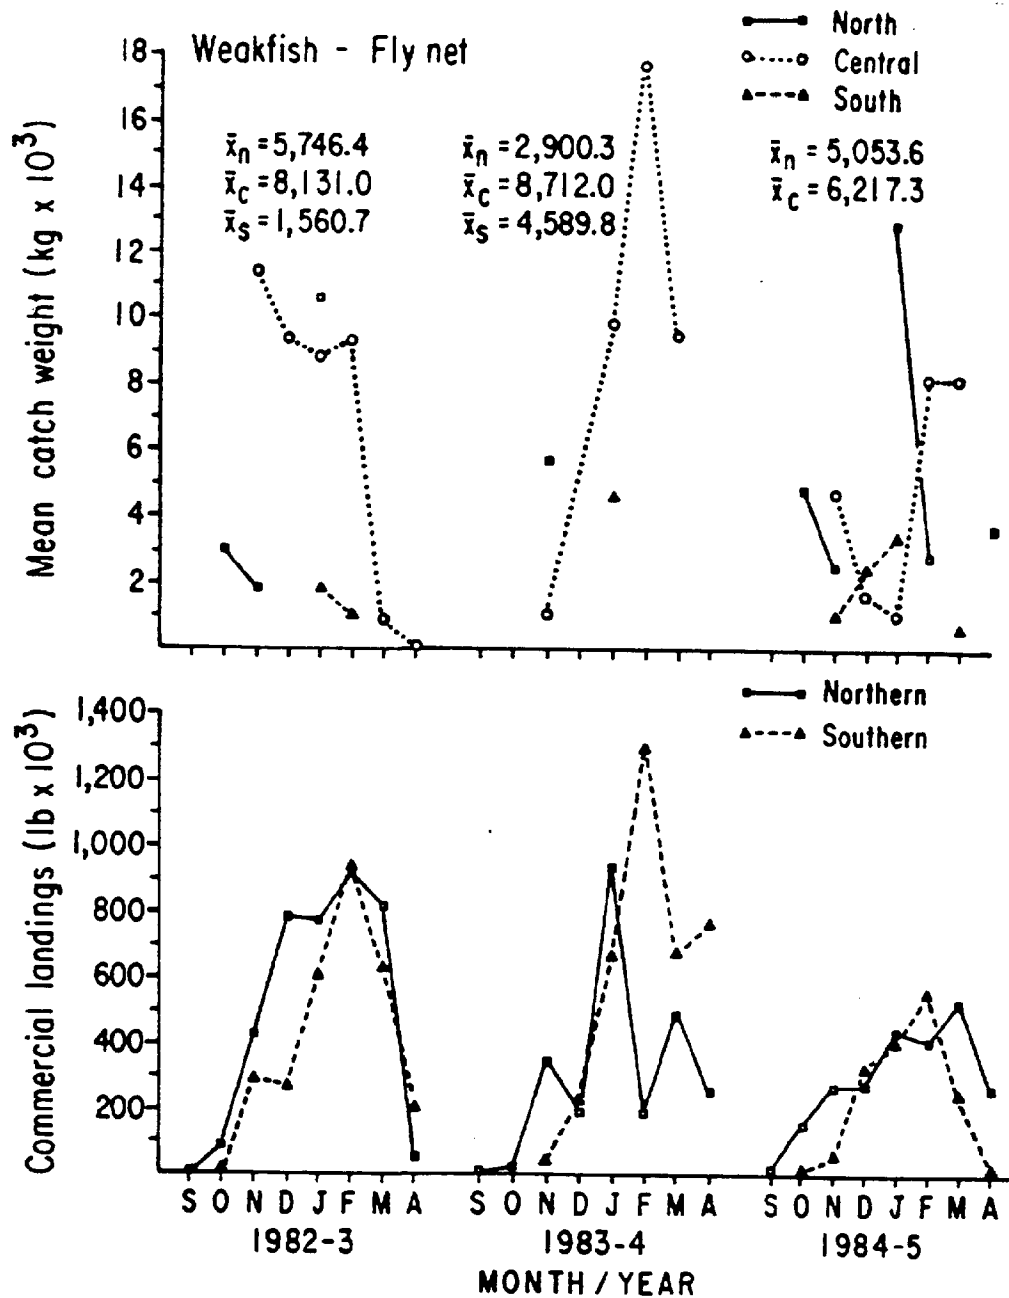 North
Central
South
Weakfish - Fly net
x̄n = 5,746.4
x̄c = 8,131.0
x̄s = 1,560.7
x̄n = 2,900.3
x̄c = 8,712.0
x̄s = 4,589.8
x̄n = 5,053.6
x̄c = 6,217.3
Mean catch weight (kg x 10³)
18
16
14
12
10
8
6
4
2
Northern
Southern
Commercial landings (lb x 10³)
1,400
1,200
1,000
800
600
400
200
S O N D J F M A S O N D J F M A S O N D J F M A
1982-3 1983-4 1984-5
MONTH / YEAR